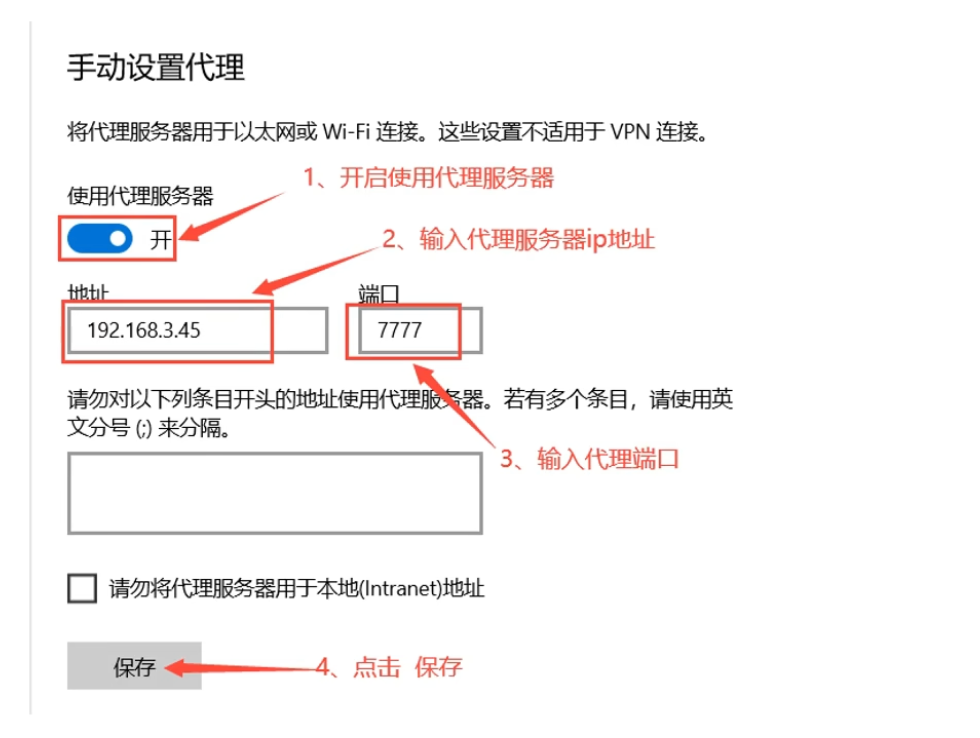 手动设置代理
将代理服务器用于以太网或 Wi-Fi 连接。这些设置不适用于 VPN 连接。
1、开启使用代理服务器
使用代理服务器
开
2、输入代理服务器ip地址
地址
端口
192.168.3.45
7777
请勿对以下列条目开头的地址使用代理服务器。若有多个条目，请使用英
文分号 (;) 来分隔。
3、输入代理端口
请勿将代理服务器用于本地(Intranet)地址
保存
4、点击 保存